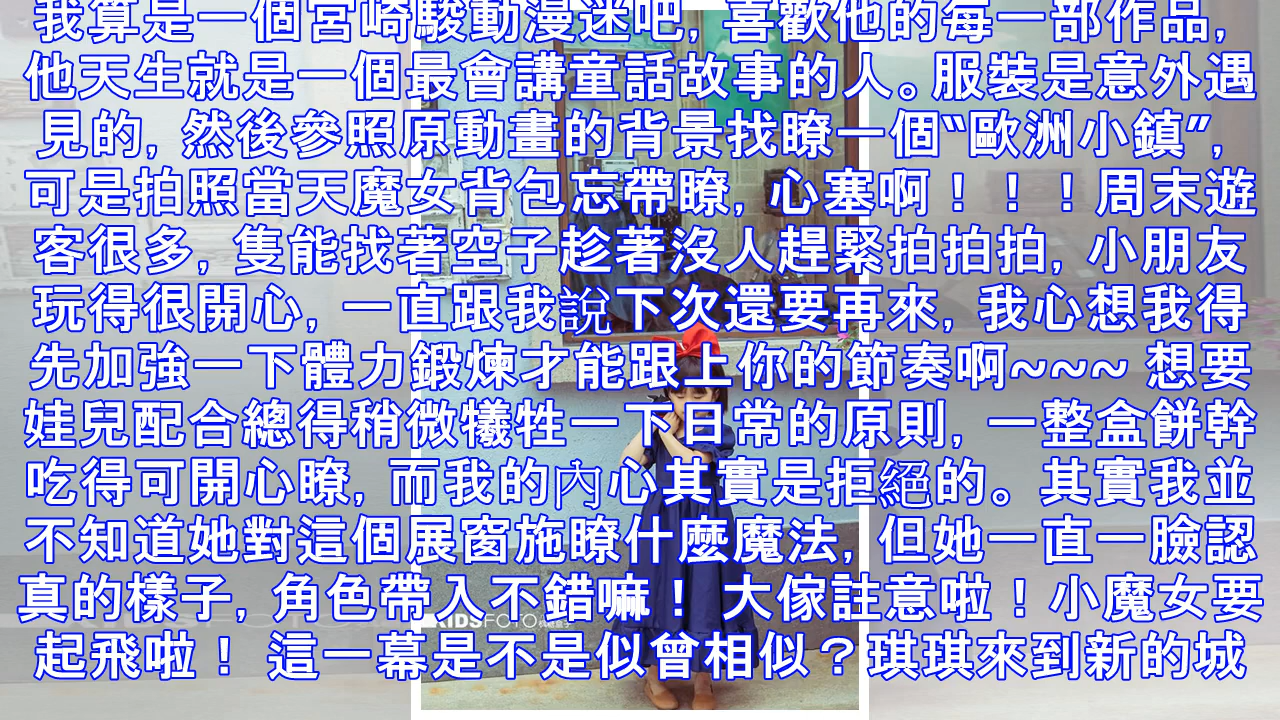 我算是一個宮崎駿動漫迷吧, 喜歡他的每一部作品,
他天生就是一個最會講童話故事的人。服裝是意外遇
見的, 然後參照原動畫的背景找瞭一個“歐洲小鎮”,
可是拍照當天魔女背包忘帶瞭, 心塞啊！！！周末遊
客很多, 隻能找著空子趁著沒人趕緊拍拍拍, 小朋友
玩得很開心, 一直跟我說下次還要再來, 我心想我得
先加強一下體力鍛煉才能跟上你的節奏啊~~~ 想要
娃兒配合總得稍微犧牲一下日常的原則, 一整盒餅幹
吃得可開心瞭, 而我的內心其實是拒絕的。其實我並
不知道她對這個展窗施瞭什麼魔法, 但她一直一臉認
真的樣子, 角色帶入不錯嘛！ 大傢註意啦！小魔女要
起飛啦！ 這一幕是不是似曾相似？琪琪來到新的城
KIDSFOTO